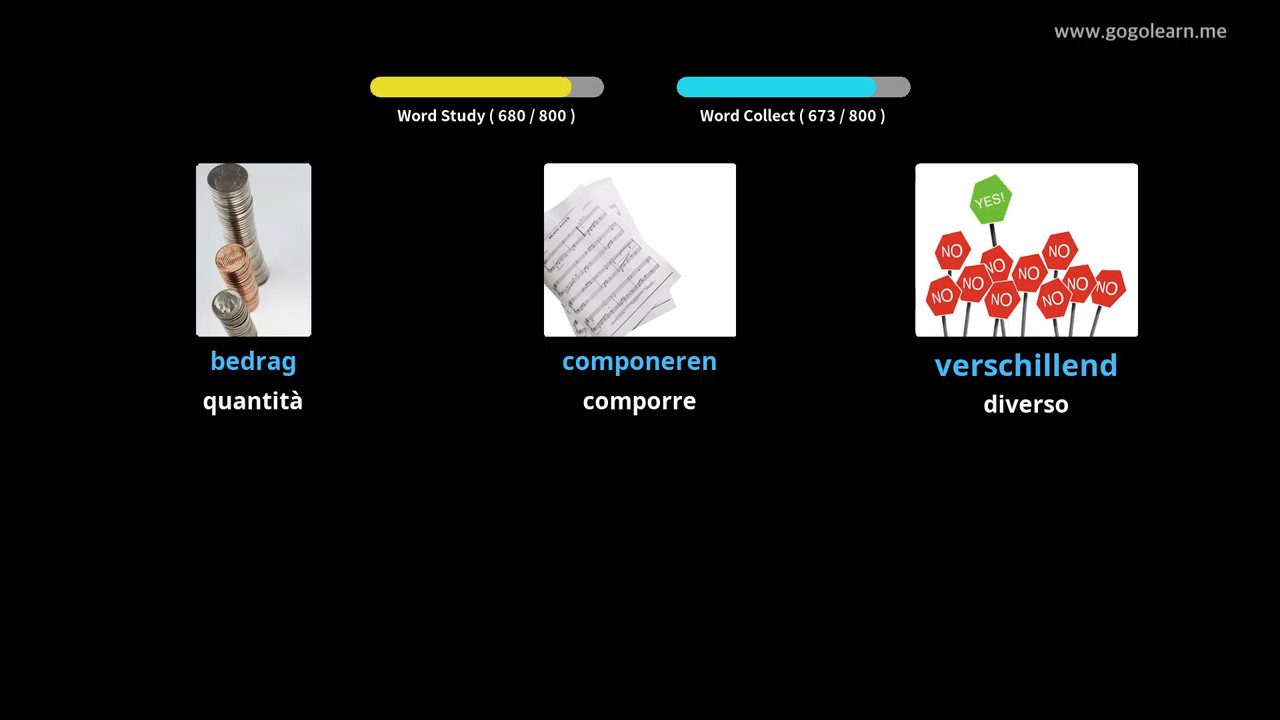 www.gogolearn.me
Word Study ( 680 / 800 )
Word Collect ( 673 / 800 )
YES!
NO
NO
NO
NO
NO
NO
NO
NO
NO
NO
bedrag
componeren
verschillend
quantità
comporre
diverso